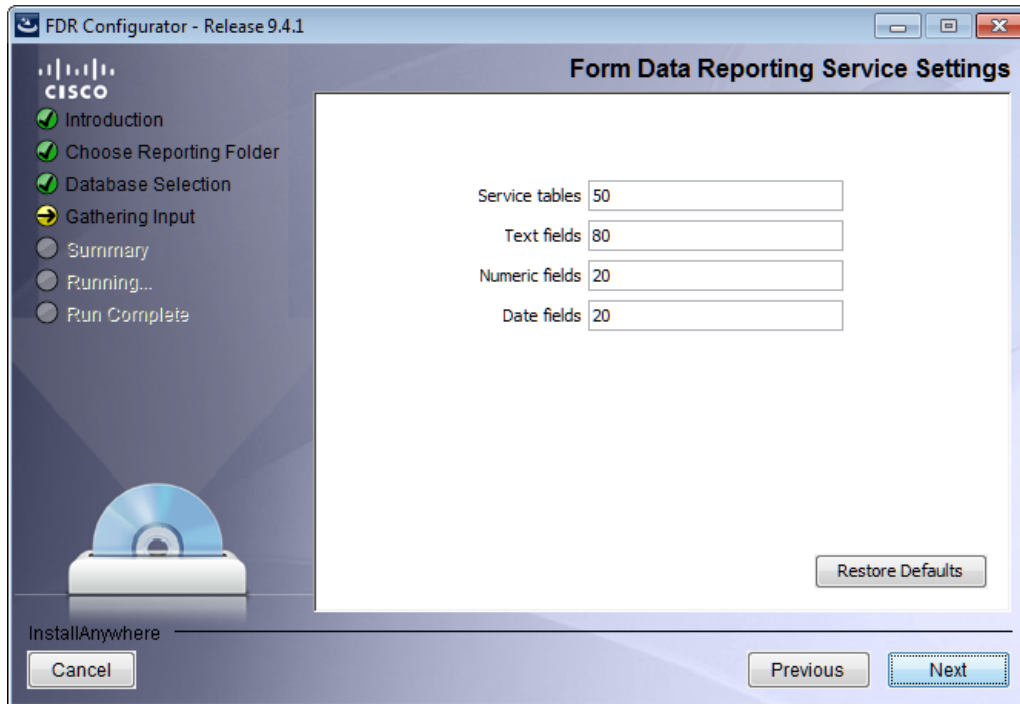 FDR Configurator - Release 9.4.1
CISCO
Form Data Reporting Service Settings
Introduction
Choose Reporting Folder
Database Selection
Gathering Input
Summary
Running...
Run Complete
Service tables 50
Text fields 80
Numeric fields 20
Date fields 20
Restore Defaults
InstallAnywhere
Cancel
Previous
Next